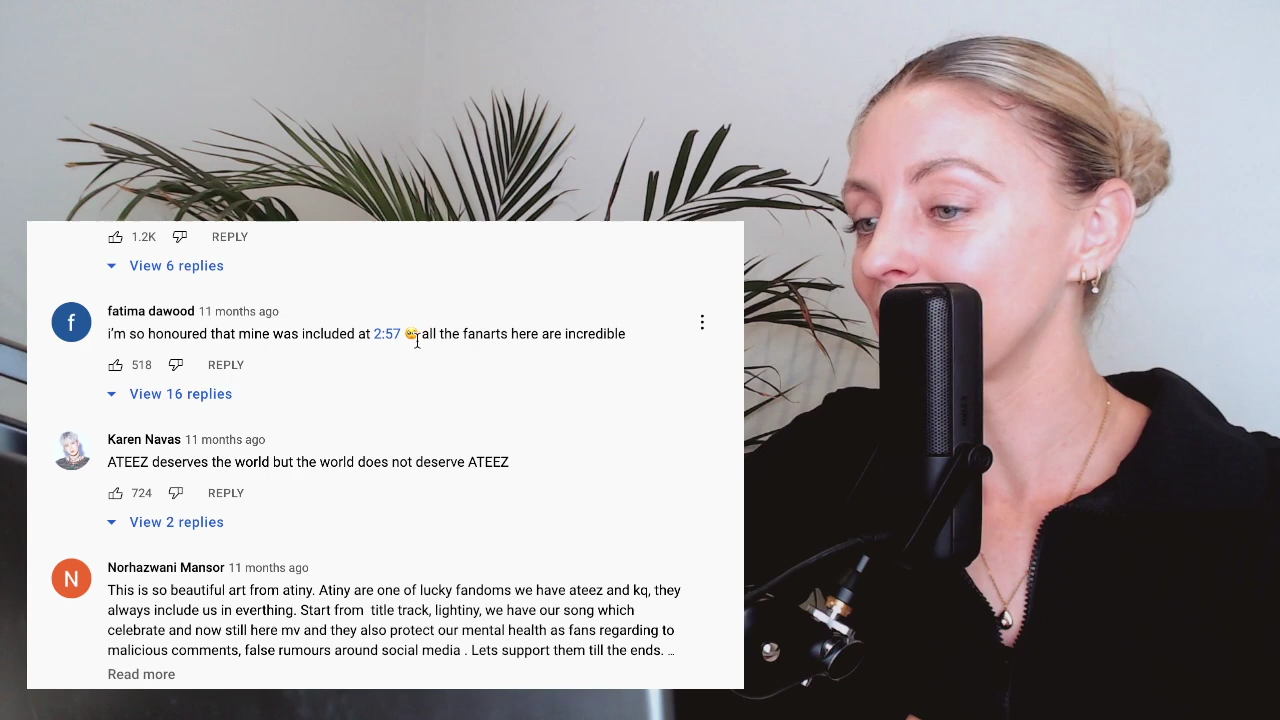 1.2K REPLY
View 6 replies
f
fatima dawood 11 months ago
i'm so honoured that mine was included at 2:57 🥲 all the fanarts here are incredible
518 REPLY
View 16 replies
Karen Navas 11 months ago
ATEEZ deserves the world but the world does not deserve ATEEZ
724 REPLY
View 2 replies
N
Norhazwani Mansor 11 months ago
This is so beautiful art from atiny. Atiny are one of lucky fandoms we have ateez and kq, they
always include us in everthing. Start from title track, lightiny, we have our song which
celebrate and now still here mv and they also protect our mental health as fans regarding to
malicious comments, false rumours around social media . Lets support them till the ends. ...
Read more